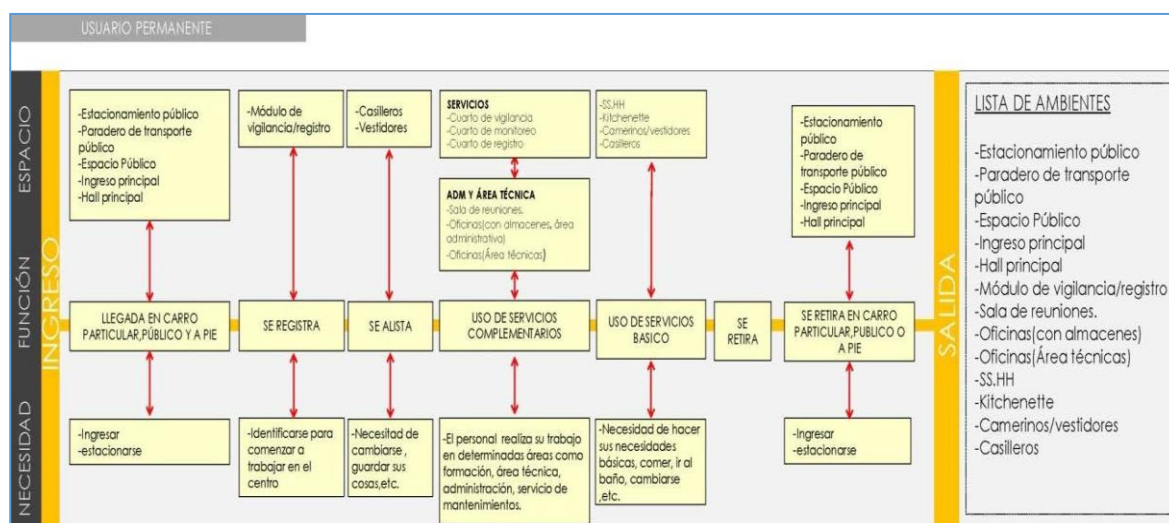 USUARIO PERMANENTE
ESPACIO
FUNCIÓN
NECESIDAD
INGRESO
-Estacionamiento público
-Paradero de transporte
público
-Espacio Público
-Ingreso principal
-Hall principal
LLEGADA EN CARRO
PARTICULAR,PÚBLICO Y A PIE
-Ingresar
-estacionarse
-Módulo de
vigilancia/registro
SE REGISTRA
-Identificarse para
comenzar a
trabajar en el
centro
-Casilleros
-Vestidores
SE ALISTA
-Necesitad de
cambiarse ,
guardar sus
cosas,etc.
SERVICIOS
-Cuarto de vigilancia
-Cuarto de monitoreo
-Cuarto de registro
ADM Y ÁREA TÉCNICA
-Sala de reuniones.
-Oficinas(con almacenes, área
administrativa)
-Oficinas(Área técnicas)
USO DE SERVICIOS
COMPLEMENTARIOS
-El personal realiza su trabajo
en determinadas áreas como
formación, área técnica,
administración, servicio de
mantenimientos.
-SS.HH
-Kitchenette
-Camerinos/vestidores
-Casilleros
USO DE SERVICIOS
BASICO
-Necesidad de hacer
sus necesidades
básicas, comer, ir al
baño, cambiarse
,etc.
SE
RETIRA
-Estacionamiento
público
-Paradero de
transporte público
-Espacio Público
-Ingreso principal
-Hall principal
SE RETIRA EN CARRO
PARTICULAR,PUBLICO O
A PIE
-Ingresar
-estacionarse
SALIDA
LISTA DE AMBIENTES
-Estacionamiento público
-Paradero de transporte
público
-Espacio Público
-Ingreso principal
-Hall principal
-Módulo de vigilancia/registro
-Sala de reuniones.
-Oficinas(con almacenes)
-Oficinas(Área técnicas)
-SS.HH
-Kitchenette
-Camerinos/vestidores
-Casilleros